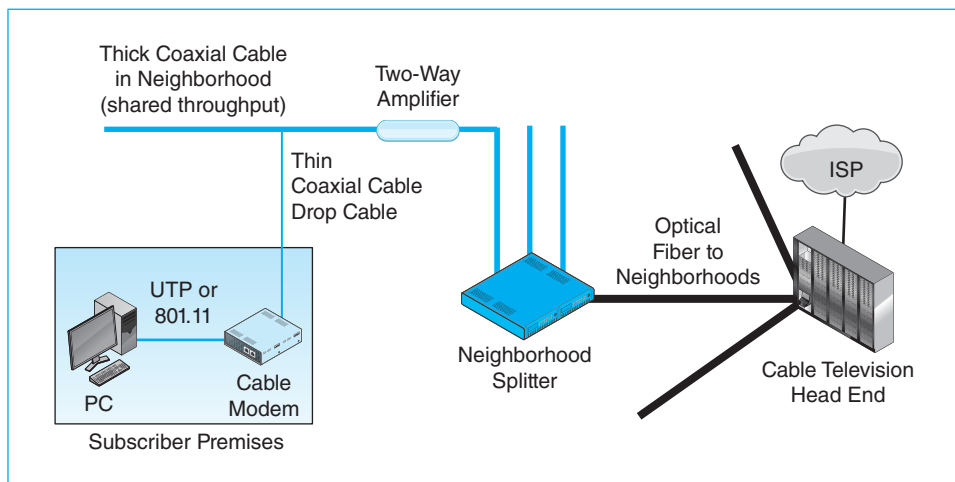 Thick Coaxial Cable
in Neighborhood
(shared throughput)
Two-Way
Amplifier
Thin
Coaxial Cable
Drop Cable
ISP
Optical
Fiber to
Neighborhoods
UTP or
801.11
PC
Cable
Modem
Subscriber Premises
Neighborhood
Splitter
Cable Television
Head End